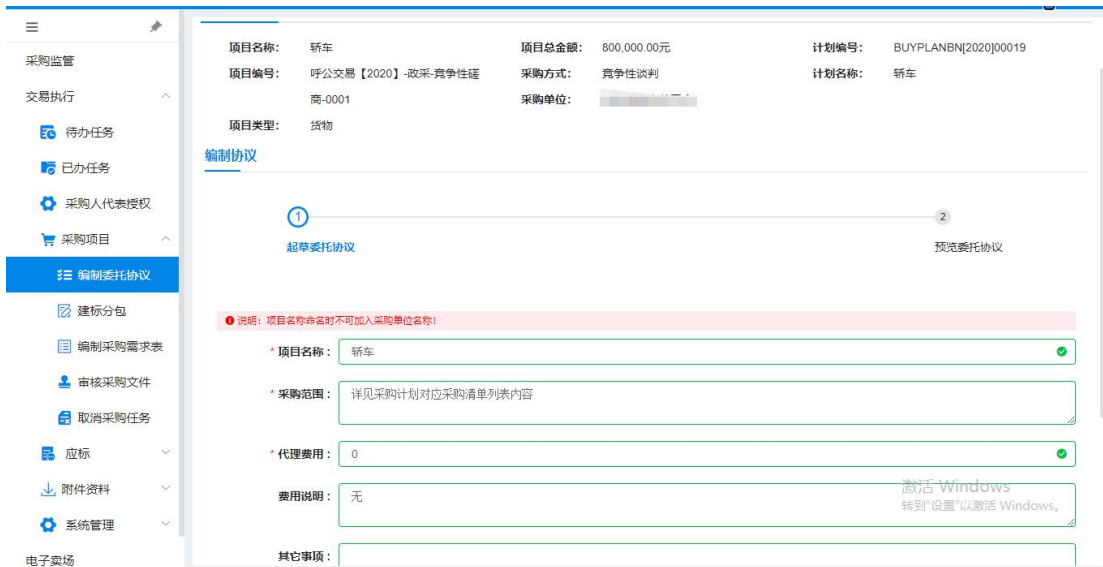 采购监管
交易执行
待办任务
已办任务
采购人代表授权
采购项目
编制委托协议
建标分包
编制采购需求表
审核采购文件
取消采购任务
应标
附件资料
系统管理
电子卖场
项目名称： 轿车 项目总金额： 800,000.00元 计划编号： BUYPLANBN[2020]00019
项目编号： 呼公交易【2020】-政采-竞争性磋 采购方式： 竞争性谈判 计划名称： 轿车
商-0001 采购单位：
项目类型： 货物
编制协议
1 2
起草委托协议 预览委托协议
说明：项目名称命名时不可加入采购单位名称！
* 项目名称： 轿车
* 采购范围： 详见采购计划对应采购清单列表内容
* 代理费用： 0
费用说明： 无
激活 Windows
转到“设置”以激活 Windows。
其它事项：